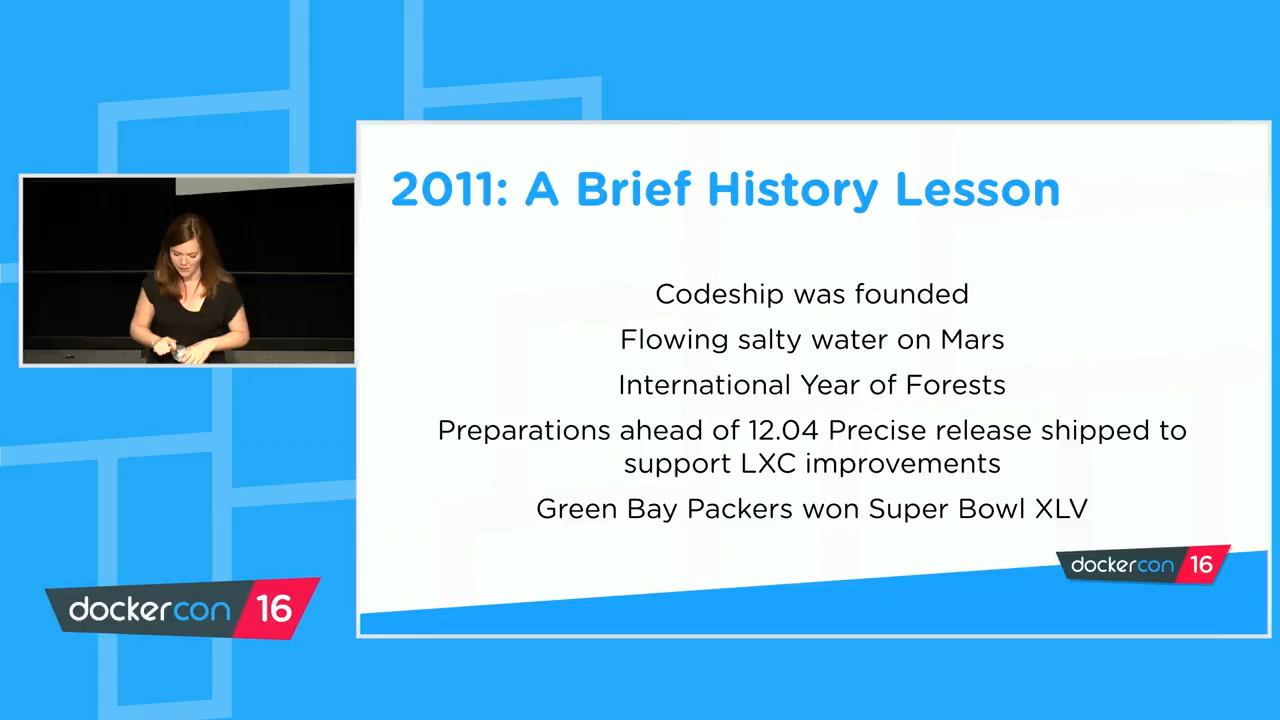 2011: A Brief History Lesson
Codeship was founded
Flowing salty water on Mars
International Year of Forests
Preparations ahead of 12.04 Precise release shipped to
support LXC improvements
Green Bay Packers won Super Bowl XLV
dockercon 16
dockercon 16